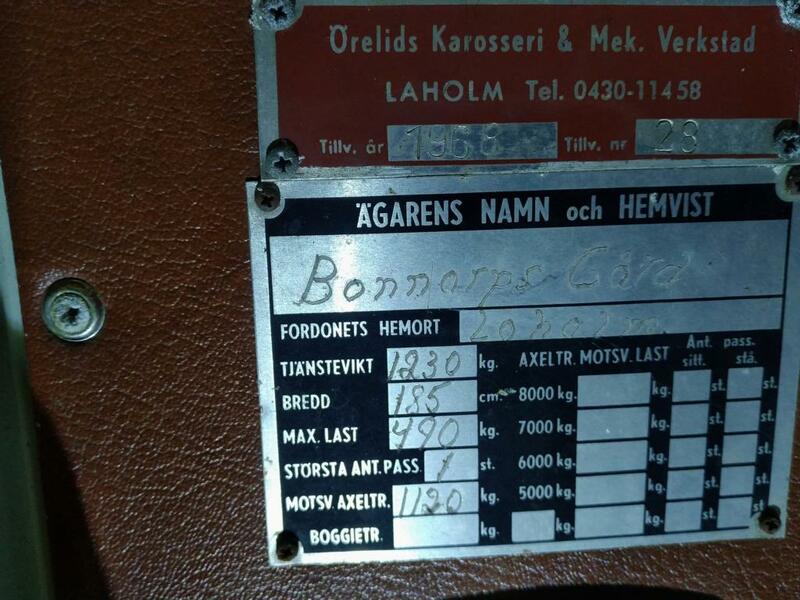 Örelids Karosseri & Mek. Verkstad
LAHOLM Tel. 0430-11458
Tillv. år 1968 Tillv. nr 28
ÄGARENS NAMN och HEMVIST
Bonnarps Gård
FORDONETS HEMORT Laholm
TJÄNSTEVIKT 1230 kg. AXELTR. MOTSV. LAST Ant. sitt. pass. stå.
BREDD 185 cm 8000 kg. kg. st. st.
MAX. LAST 490 kg. 7000 kg. kg. st. st.
STÖRSTA ANT. PASS. 1 st. 6000 kg. kg. st. st.
MOTSV. AXELTR. 1120 kg. 5000 kg. kg. st. st.
BOGGIETR. kg. kg. kg. st. st.